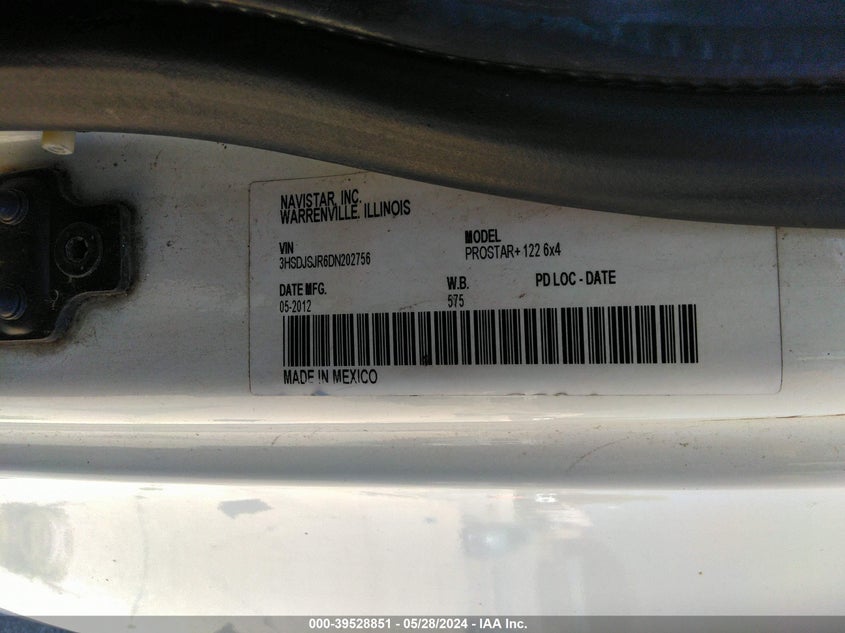 NAVISTAR, INC.
WARRENVILLE, ILLINOIS
VIN
3HSDJSJR6DN202756
MODEL
PROSTAR+ 122 6x4
DATE MFG.
05-2012
W.B.
575
PD LOC - DATE
MADE IN MEXICO
000-39528851 / 05/28/2024 - IAA Inc.